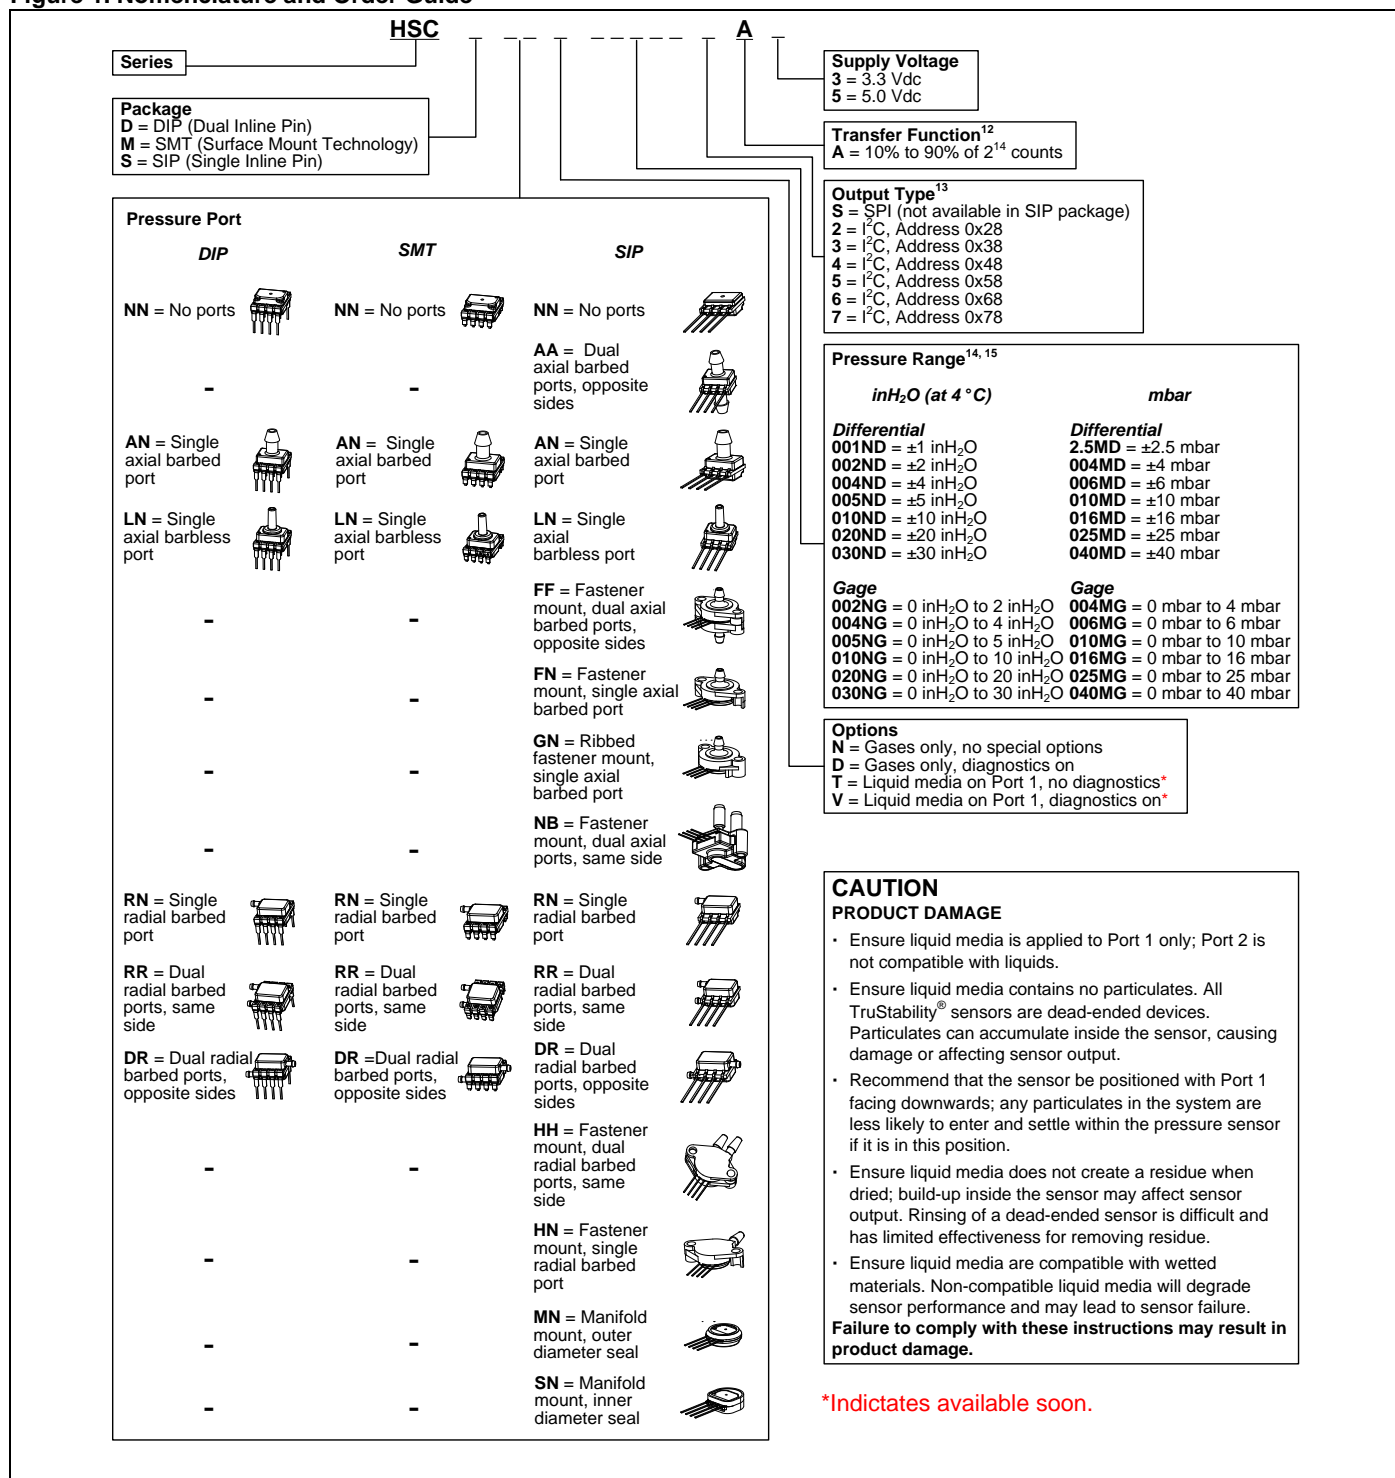 Figure 1. Nomenclature and Order Guide
HSC _ _ _ _ _ _ _ _ _ _ A _
Series
Package
D = DIP (Dual Inline Pin)
M = SMT (Surface Mount Technology)
S = SIP (Single Inline Pin)
Supply Voltage
3 = 3.3 Vdc
5 = 5.0 Vdc
Transfer Function¹²
A = 10% to 90% of 2¹⁴ counts
Output Type¹³
S = SPI (not available in SIP package)
2 = I²C, Address 0x28
3 = I²C, Address 0x38
4 = I²C, Address 0x48
5 = I²C, Address 0x58
6 = I²C, Address 0x68
7 = I²C, Address 0x78
Pressure Port
DIP SMT SIP
NN = No ports NN = No ports NN = No ports
- -
AA = Dual
axial barbed
ports, opposite
sides
AN = Single
axial barbed
port
AN = Single
axial barbed
port
AN = Single
axial barbed
port
LN = Single
axial barbless
port
LN = Single
axial barbless
port
LN = Single
axial
barbless port
- -
FF = Fastener
mount, dual axial
barbed ports,
opposite sides
- -
FN = Fastener
mount, single axial
barbed port
- -
GN = Ribbed
fastener mount,
single axial
barbed port
- -
NB = Fastener
mount, dual axial
ports, same side
RN = Single
radial barbed
port
RN = Single
radial barbed
port
RN = Single
radial barbed
port
RR = Dual
radial barbed
ports, same
side
RR = Dual
radial barbed
ports, same
side
RR = Dual
radial barbed
ports, same
side
DR = Dual radial
barbed ports,
opposite sides
DR =Dual radial
barbed ports,
opposite sides
DR = Dual
radial barbed
ports, opposite
sides
- -
HH = Fastener
mount, dual
radial barbed
ports, same
side
- -
HN = Fastener
mount, single
radial barbed
port
- -
MN = Manifold
mount, outer
diameter seal
- -
SN = Manifold
mount, inner
diameter seal
Pressure Range¹⁴, ¹⁵
inH₂O (at 4 °C) mbar
Differential Differential
001ND = ±1 inH₂O 2.5MD = ±2.5 mbar
002ND = ±2 inH₂O 004MD = ±4 mbar
004ND = ±4 inH₂O 006MD = ±6 mbar
005ND = ±5 inH₂O 010MD = ±10 mbar
010ND = ±10 inH₂O 016MD = ±16 mbar
020ND = ±20 inH₂O 025MD = ±25 mbar
030ND = ±30 inH₂O 040MD = ±40 mbar
Gage Gage
002NG = 0 inH₂O to 2 inH₂O 004MG = 0 mbar to 4 mbar
004NG = 0 inH₂O to 4 inH₂O 006MG = 0 mbar to 6 mbar
005NG = 0 inH₂O to 5 inH₂O 010MG = 0 mbar to 10 mbar
010NG = 0 inH₂O to 10 inH₂O 016MG = 0 mbar to 16 mbar
020NG = 0 inH₂O to 20 inH₂O 025MG = 0 mbar to 25 mbar
030NG = 0 inH₂O to 30 inH₂O 040MG = 0 mbar to 40 mbar
Options
N = Gases only, no special options
D = Gases only, diagnostics on
T = Liquid media on Port 1, no diagnostics*
V = Liquid media on Port 1, diagnostics on*
CAUTION
PRODUCT DAMAGE
· Ensure liquid media is applied to Port 1 only; Port 2 is
not compatible with liquids.
· Ensure liquid media contains no particulates. All
TruStability® sensors are dead-ended devices.
Particulates can accumulate inside the sensor, causing
damage or affecting sensor output.
· Recommend that the sensor be positioned with Port 1
facing downwards; any particulates in the system are
less likely to enter and settle within the pressure sensor
if it is in this position.
· Ensure liquid media does not create a residue when
dried; build-up inside the sensor may affect sensor
output. Rinsing of a dead-ended sensor is difficult and
has limited effectiveness for removing residue.
· Ensure liquid media are compatible with wetted
materials. Non-compatible liquid media will degrade
sensor performance and may lead to sensor failure.
Failure to comply with these instructions may result in
product damage.
*Indictates available soon.